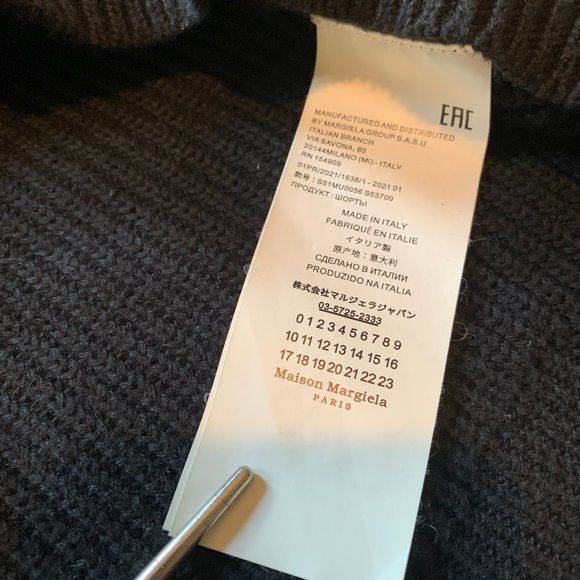 EAC
MANUFACTURED AND DISTRIBUTED
BY MARGIELA GROUP S.A.S.U
ITALIAN BRANCH
VIA SAVONA, 60
20144MILANO (MI) - ITALY
RN 154909
01PR/2021/1638/1 - 2021 01
款号: S51MU0056 S53700
ПРОДУКТ: ШОРТЫ
MADE IN ITALY
FABRIQUÉ EN ITALIE
イタリア製
原产地: 意大利
СДЕЛАНО В ИТАЛИИ
PRODUZIDO NA ITALIA
株式会社マルジェラジャパン
03-5725-2333
0 1 2 3 4 5 6 7 8 9
10 11 12 13 14 15 16
17 18 19 20 21 22 23
Maison Margiela
PARIS